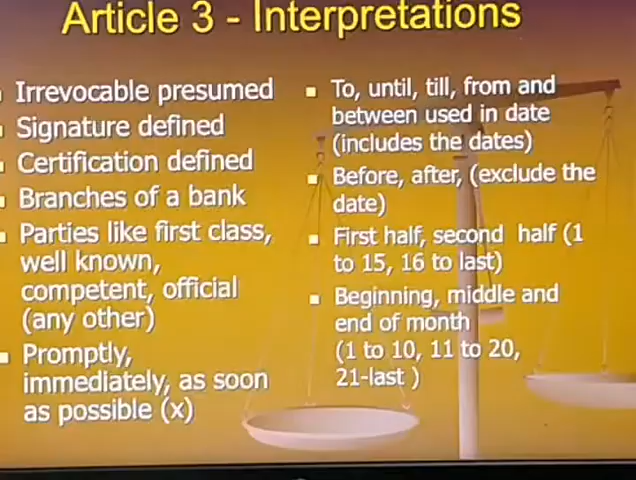 Article 3 - Interpretations
Irrevocable presumed
Signature defined
Certification defined
Branches of a bank
Parties like first class,
well known,
competent, official
(any other)
Promptly,
immediately, as soon
as possible (x)
To, until, till, from and
between used in date
(includes the dates)
Before, after, (exclude the
date)
First half, second half (1
to 15, 16 to last)
Beginning, middle and
end of month
(1 to 10, 11 to 20,
21-last )